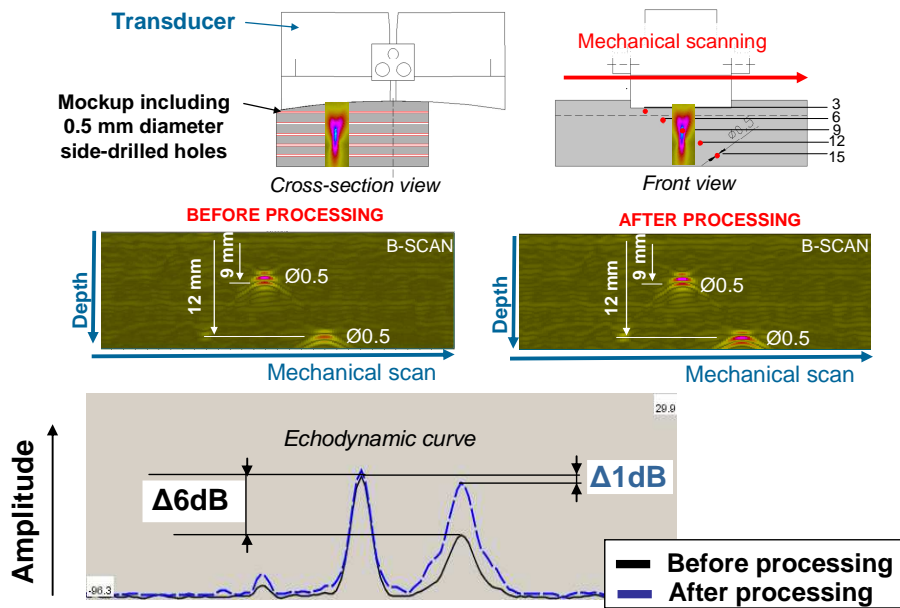 Transducer
Mechanical scanning
Mockup including
0.5 mm diameter
side-drilled holes
3
6
9
12
15
Ø0,5
Cross-section view
Front view
BEFORE PROCESSING
AFTER PROCESSING
B-SCAN
9 mm
12 mm
Ø0.5
Ø0.5
Depth
Mechanical scan
B-SCAN
9 mm
12 mm
Ø0.5
Ø0.5
Depth
Mechanical scan
29.9
Echodynamic curve
Δ6dB
Δ1dB
Amplitude
-96.3
Before processing
After processing